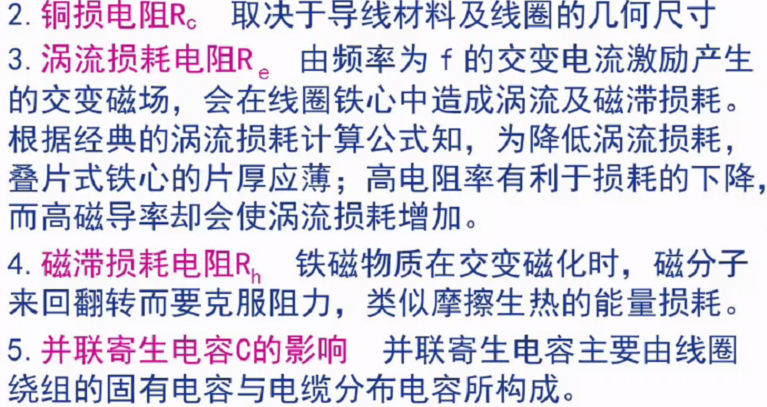 2. 铜损电阻Rc 取决于导线材料及线圈的几何尺寸
3. 涡流损耗电阻Re 由频率为 f 的交变电流激励产生
的交变磁场，会在线圈铁心中造成涡流及磁滞损耗。
根据经典的涡流损耗计算公式知，为降低涡流损耗，
叠片式铁心的片厚应薄；高电阻率有利于损耗的下降，
而高磁导率却会使涡流损耗增加。
4. 磁滞损耗电阻Rh 铁磁物质在交变磁化时，磁分子
来回翻转而要克服阻力，类似摩擦生热的能量损耗。
5. 并联寄生电容C的影响 并联寄生电容主要由线圈
绕组的固有电容与电缆分布电容所构成。